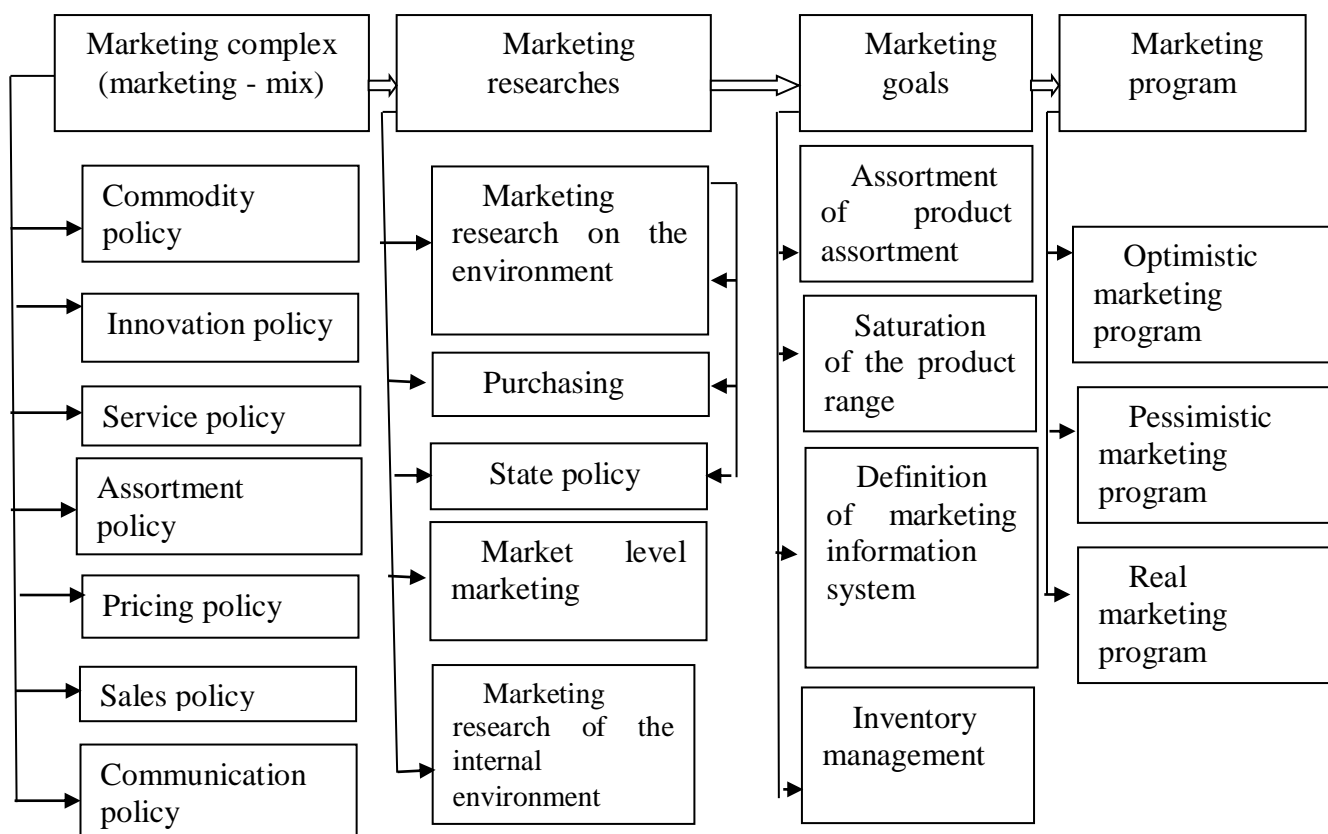 Marketing complex
(marketing - mix)
Marketing
researches
Marketing
goals
Marketing
program
Commodity
policy
Innovation policy
Service policy
Assortment
policy
Pricing policy
Sales policy
Communication
policy
Marketing
research on the
environment
Purchasing
State policy
Market level
marketing
Marketing
research of the
internal
environment
Assortment
of product
assortment
Saturation
of the product
range
Definition
of marketing
information
system
Inventory
management
Optimistic
marketing
program
Pessimistic
marketing
program
Real
marketing
program